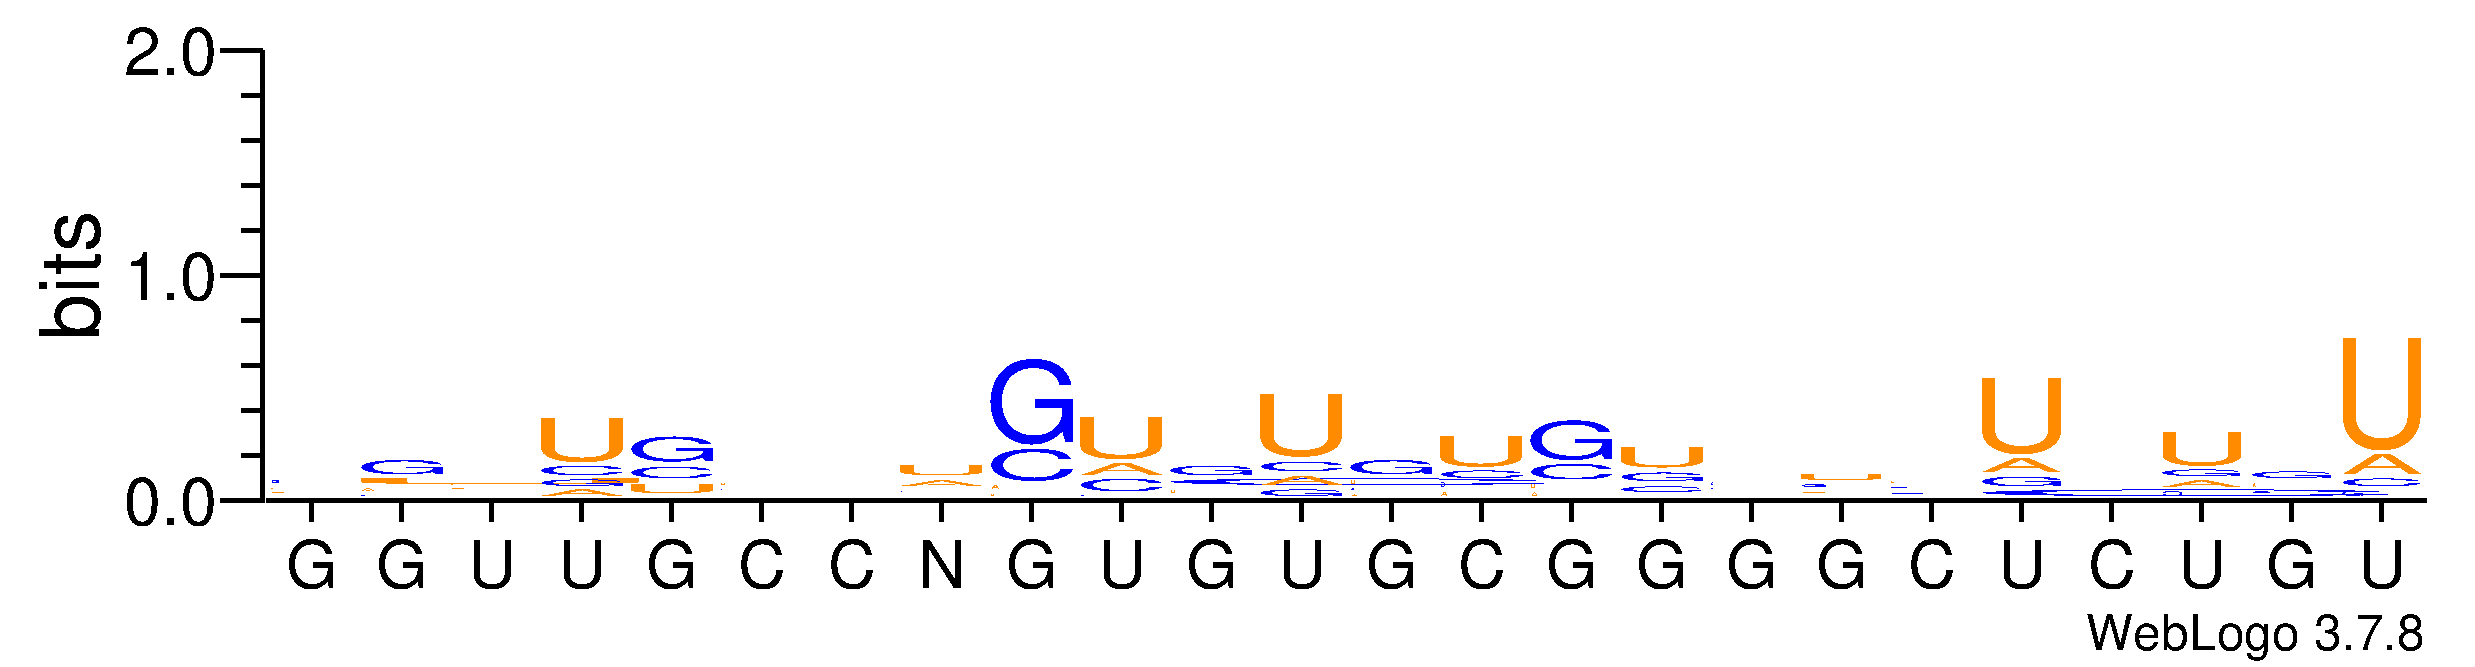 2.0
1.0
0.0
bits
G G U U G C C N G U G U G C G G G G C U C U G U
WebLogo 3.7.8